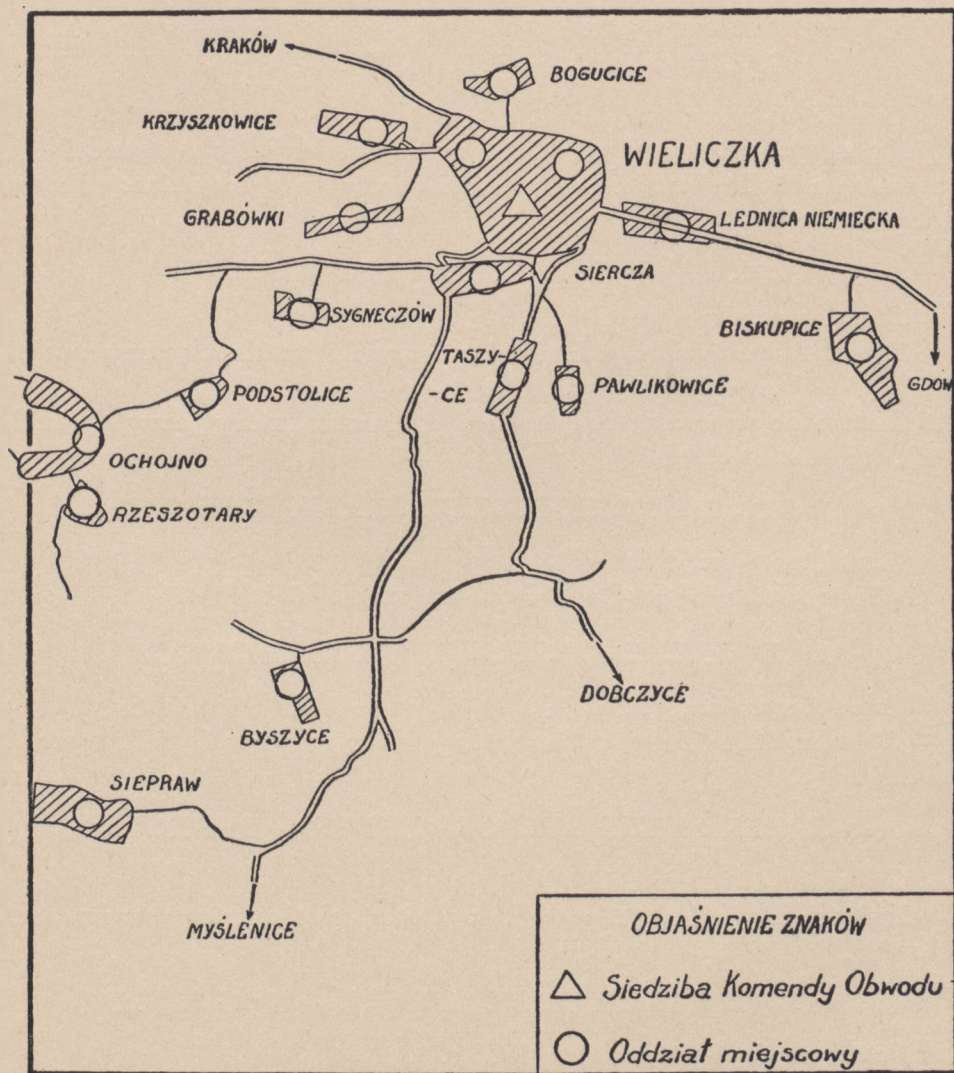 KRAKÓW
BOGUCICE
KRZYSZKOWICE
WIELICZKA
GRABÓWKI
LEDNICA NIEMIECKA
SIERCZA
SYGNECZÓW
BISKUPICE
TASZY-
-CE
PODSTOLICE
PAWLIKOWICE
GDÓW
OCHOJNO
RZESZOTARY
DOBCZYCE
BYSZYCE
SIEPRAW
MYŚLENICE
OBJAŚNIENIE ZNAKÓW
Siedziba Komendy Obwodu
Oddział miejscowy